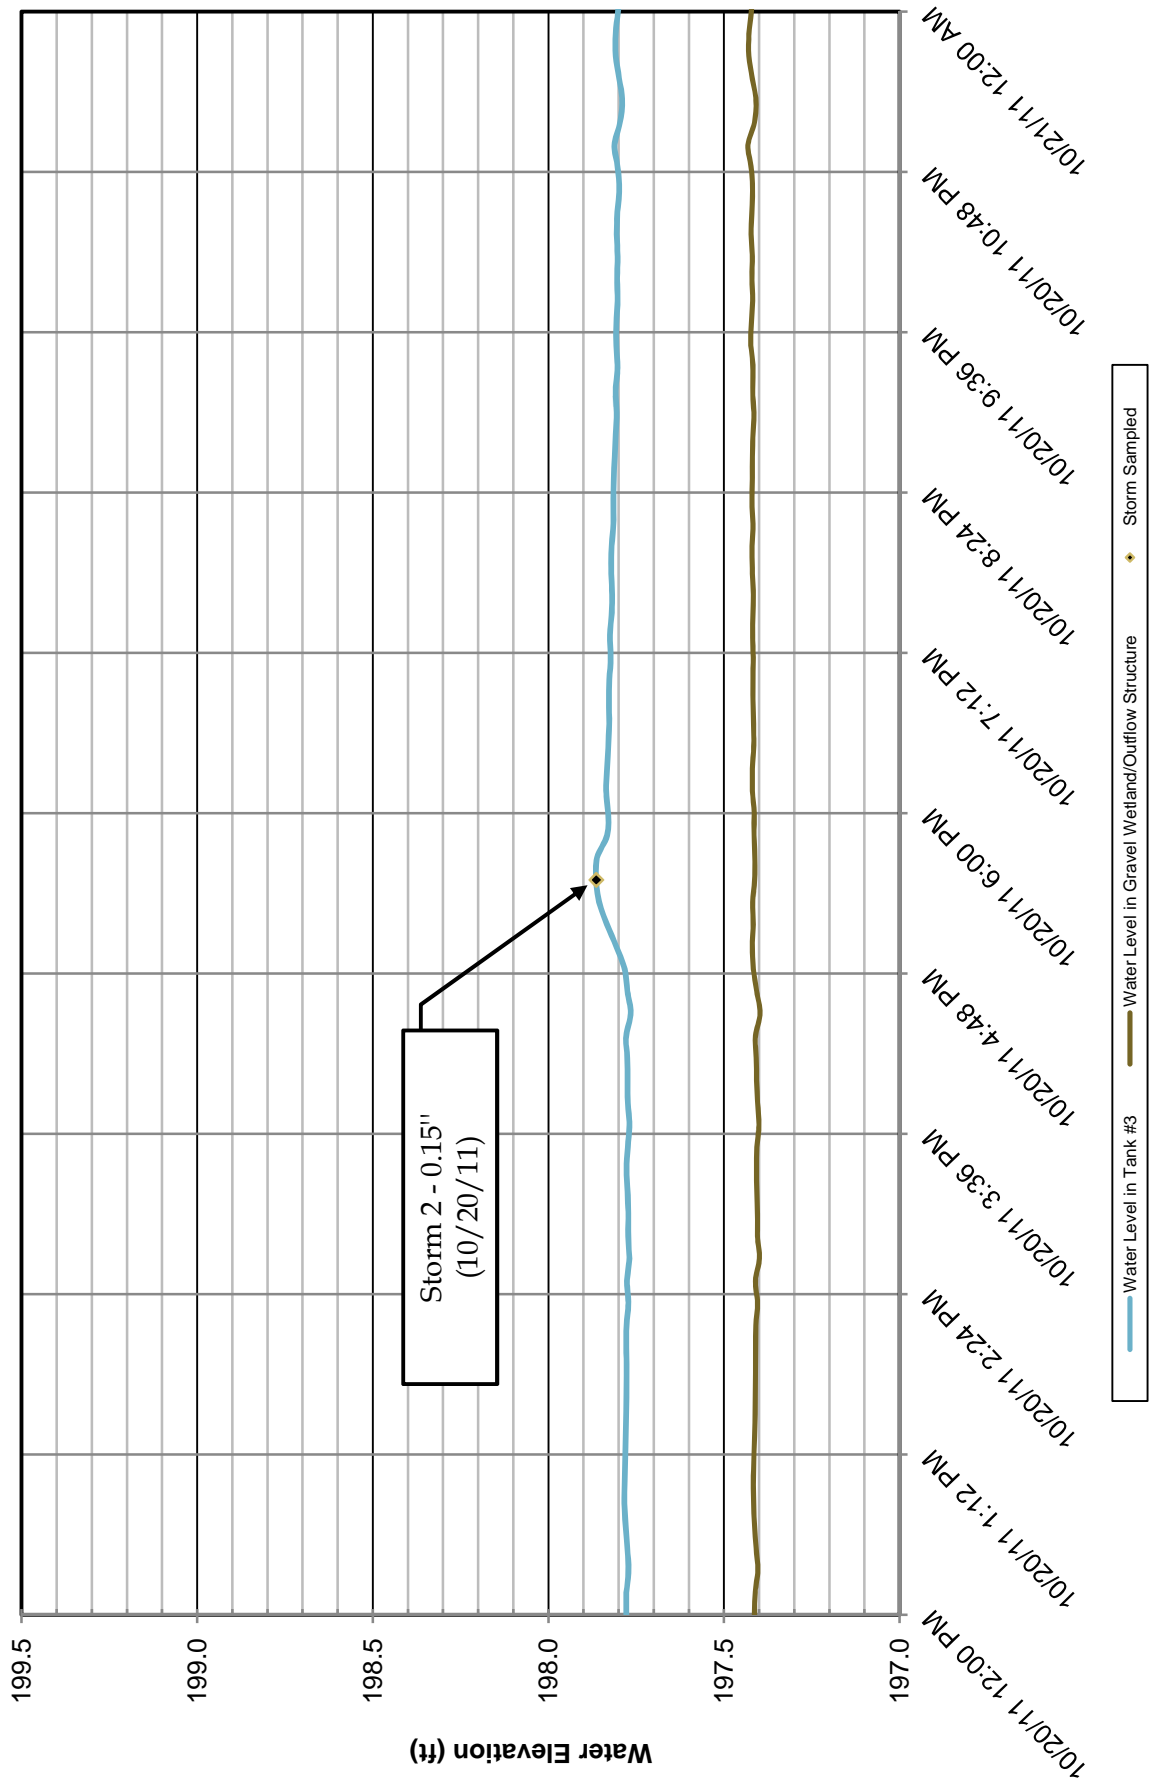 199.5
199.0
198.5
198.0
197.5
197.0
Water Elevation (ft)
Storm 2 - 0.15"
(10/20/11)
10/20/11 12:00 PM
10/20/11 1:12 PM
10/20/11 2:24 PM
10/20/11 3:36 PM
10/20/11 4:48 PM
10/20/11 6:00 PM
10/20/11 7:12 PM
10/20/11 8:24 PM
10/20/11 9:36 PM
10/20/11 10:48 PM
10/21/11 12:00 AM
Water Level in Tank #3
Water Level in Gravel Wetland/Outflow Structure
Storm Sampled